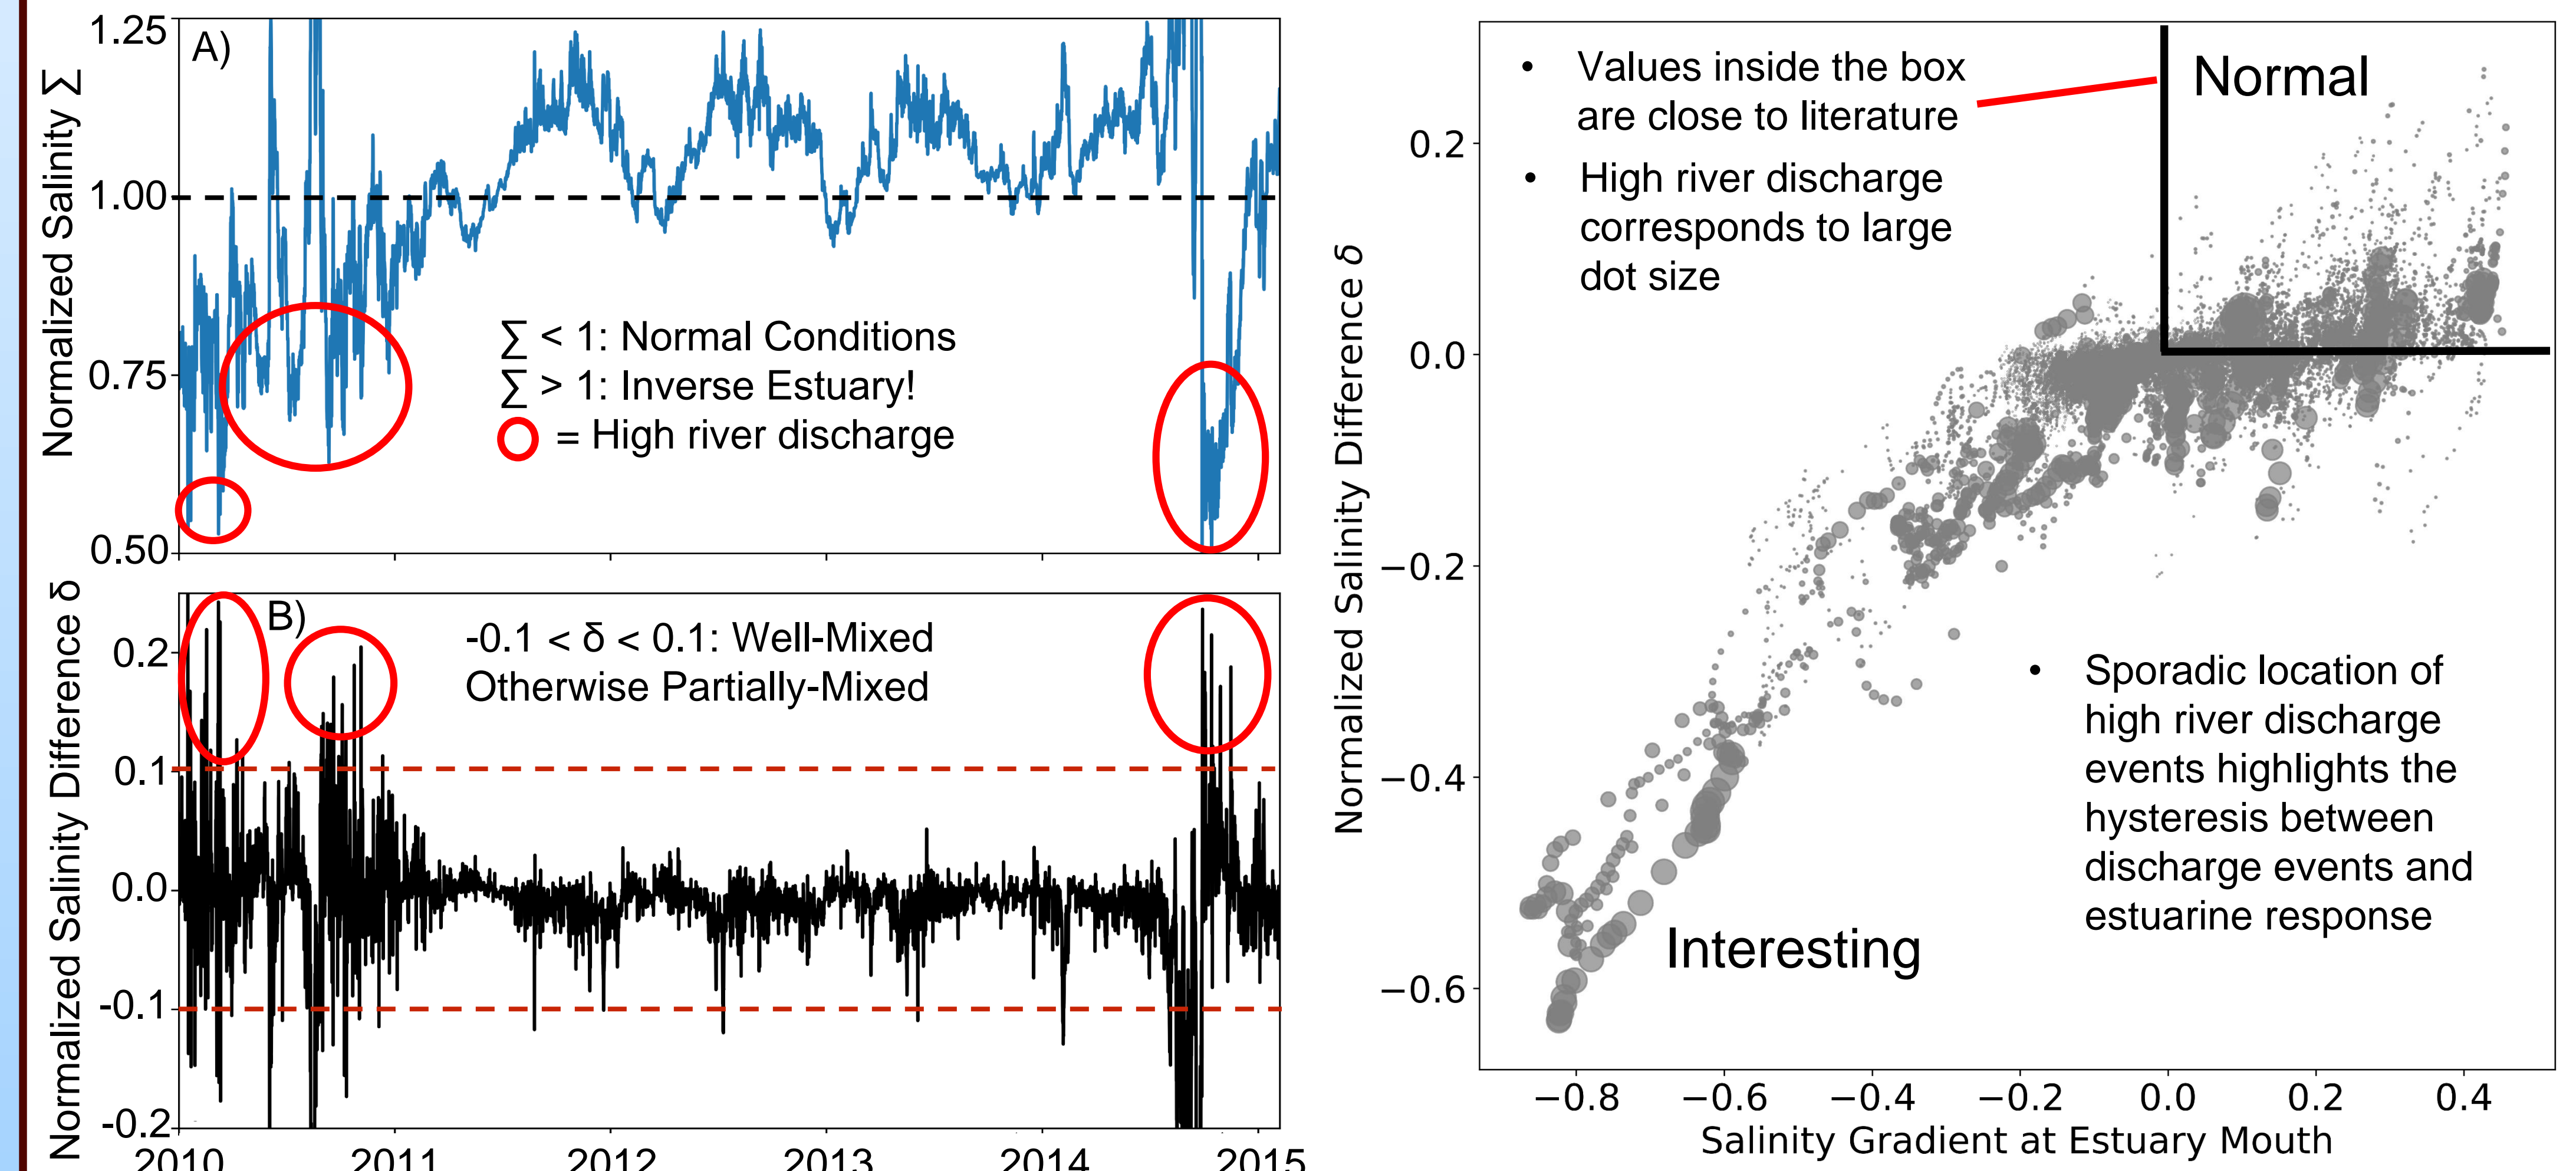 A)
Normalized Salinity ∑
1.25
1.00
0.75
0.50
∑ < 1: Normal Conditions
∑ > 1: Inverse Estuary!
= High river discharge
B)
Normalized Salinity Difference δ
0.2
0.1
0.0
-0.1
-0.2
-0.1 < δ < 0.1: Well-Mixed
Otherwise Partially-Mixed
2010 2011 2012 2013 2014 2015
Normalized Salinity Difference δ
0.2
0.0
−0.2
−0.4
−0.6
• Values inside the box
are close to literature
• High river discharge
corresponds to large
dot size
Normal
• Sporadic location of
high river discharge
events highlights the
hysteresis between
discharge events and
estuarine response
Interesting
−0.8 −0.6 −0.4 −0.2 0.0 0.2 0.4
Salinity Gradient at Estuary Mouth